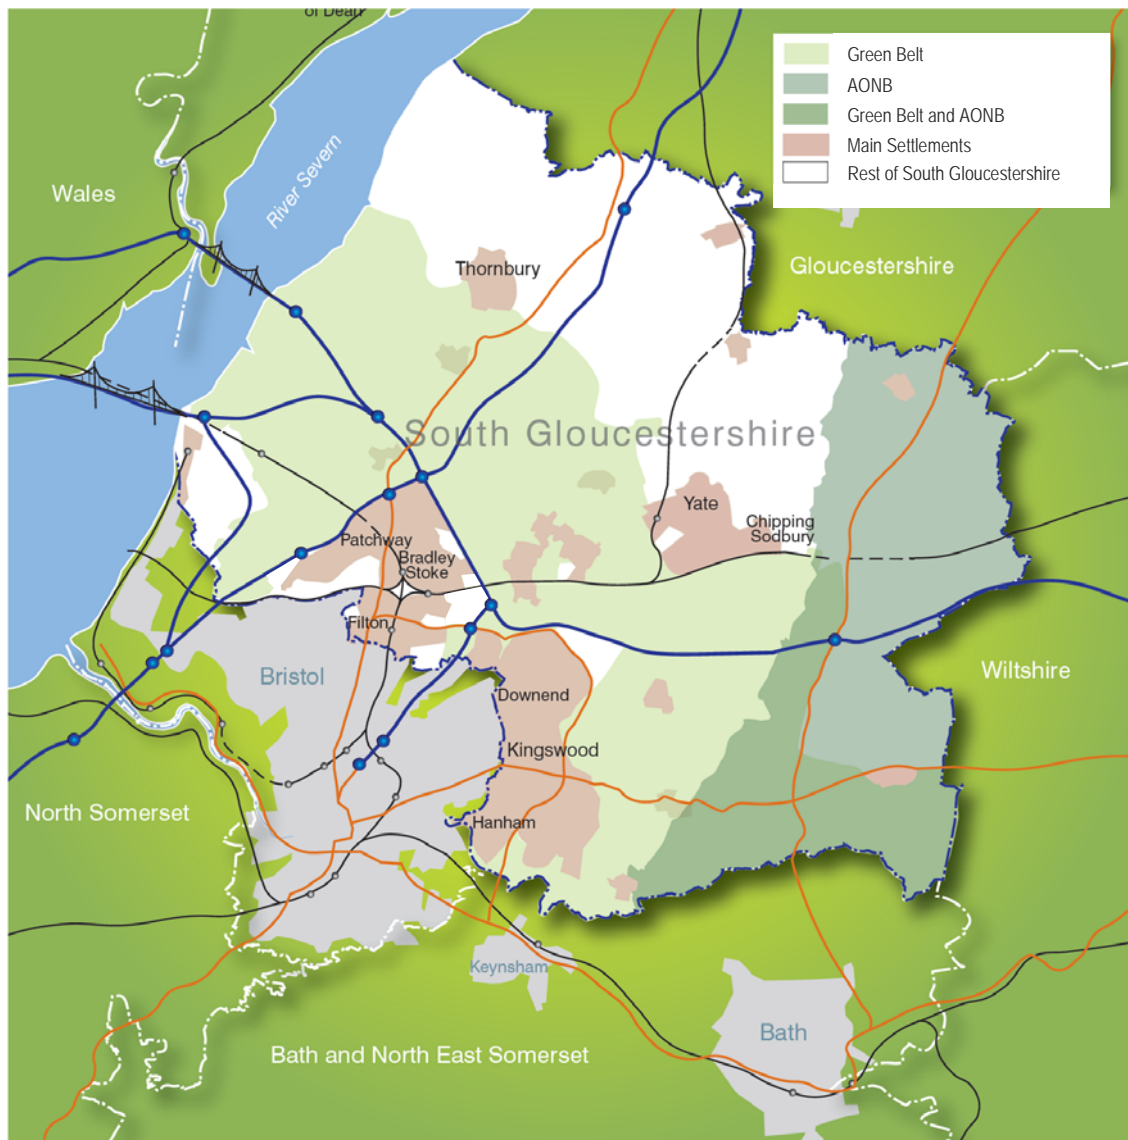 of Dean
Green Belt
AONB
Green Belt and AONB
Main Settlements
Rest of South Gloucestershire
Wales
River Severn
Thornbury
Gloucestershire
South Gloucestershire
Yate
Chipping
Sodbury
Patchway
Bradley
Stoke
Filton
Bristol
Downend
Wiltshire
Kingswood
North Somerset
Hanham
Keynsham
Bath
Bath and North East Somerset